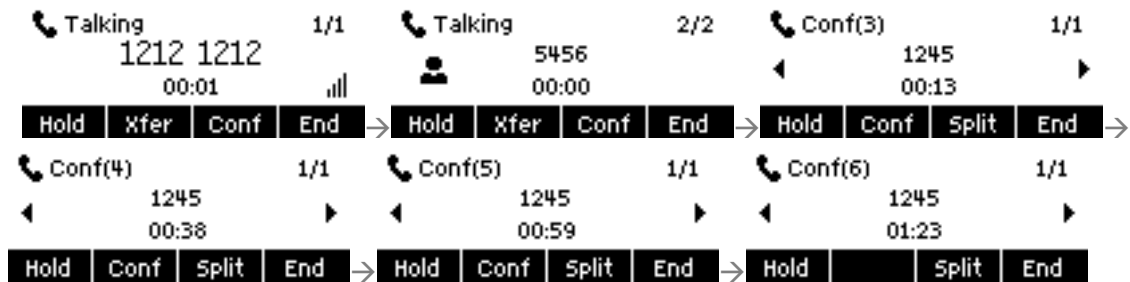 Talking 1/1
1212 1212
00:01
Hold Xfer Conf End
Talking 2/2
5456
00:00
Hold Xfer Conf End
Conf(3) 1/1
1245
00:13
Hold Conf Split End
Conf(4) 1/1
1245
00:38
Hold Conf Split End
Conf(5) 1/1
1245
00:59
Hold Conf Split End
Conf(6) 1/1
1245
01:23
Hold Split End